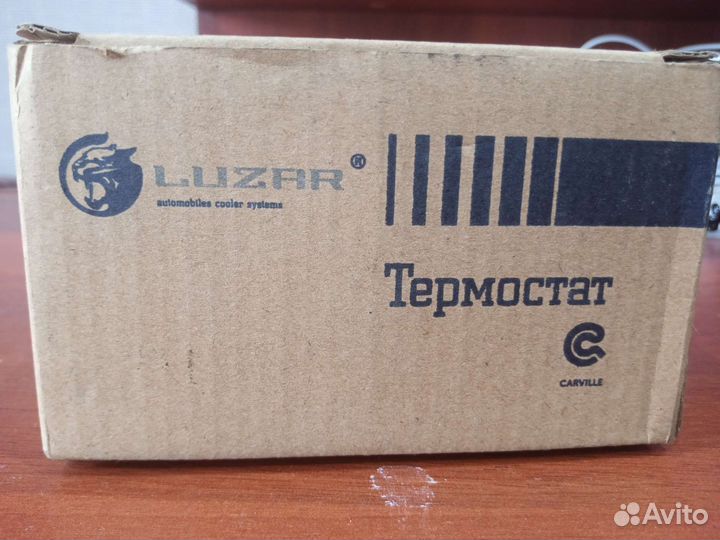 LUZAR®
automobiles cooler systems
Термостат
CARVILLE
Avito